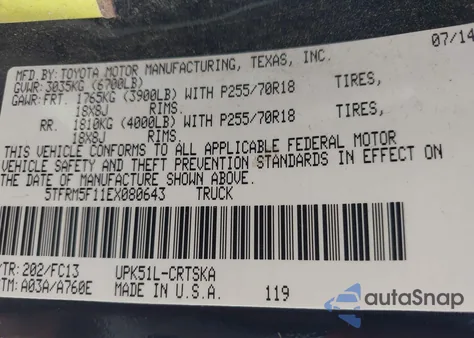 MFD.BY: TOYOTA MOTOR MANUFACTURING, TEXAS, INC. 07/14
GVWR: 3035KG (6700LB)
GAWR: FRT. 1765KG (3900LB) WITH P255/70R18 TIRES,
18X8J RIMS.
RR. 1810KG (4000LB) WITH P255/70R18 TIRES,
18X8J RIMS.
THIS VEHICLE CONFORMS TO ALL APPLICABLE FEDERAL MOTOR
VEHICLE SAFETY AND THEFT PREVENTION STANDARDS IN EFFECT ON
THE DATE OF MANUFACTURE SHOWN ABOVE.
5TFRM5F11EX080643 TRUCK
/TR: 202/FC13 UPK51L-CRTSKA
TM: A03A/A760E MADE IN U.S.A. 119
autoSnap